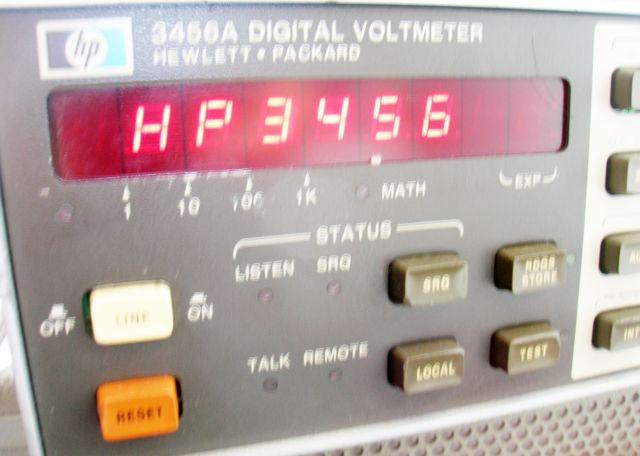 hp
3456A DIGITAL VOLTMETER
HEWLETT • PACKARD
HP3456
1 10 100 1K MATH EXP
STATUS
LISTEN SRQ SRQ RDGS STORE
OFF LINE ON
TALK REMOTE LOCAL TEST
RESET
INT